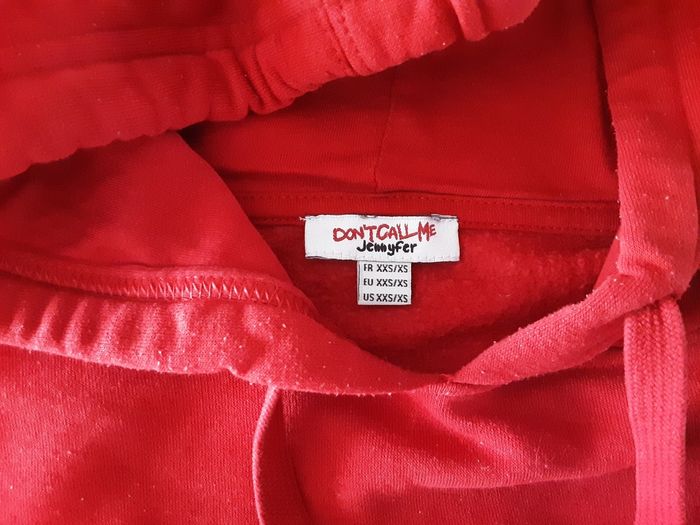 DON'T CALL ME
Jennyfer
FR XXS/XS
EU XXS/XS
US XXS/XS